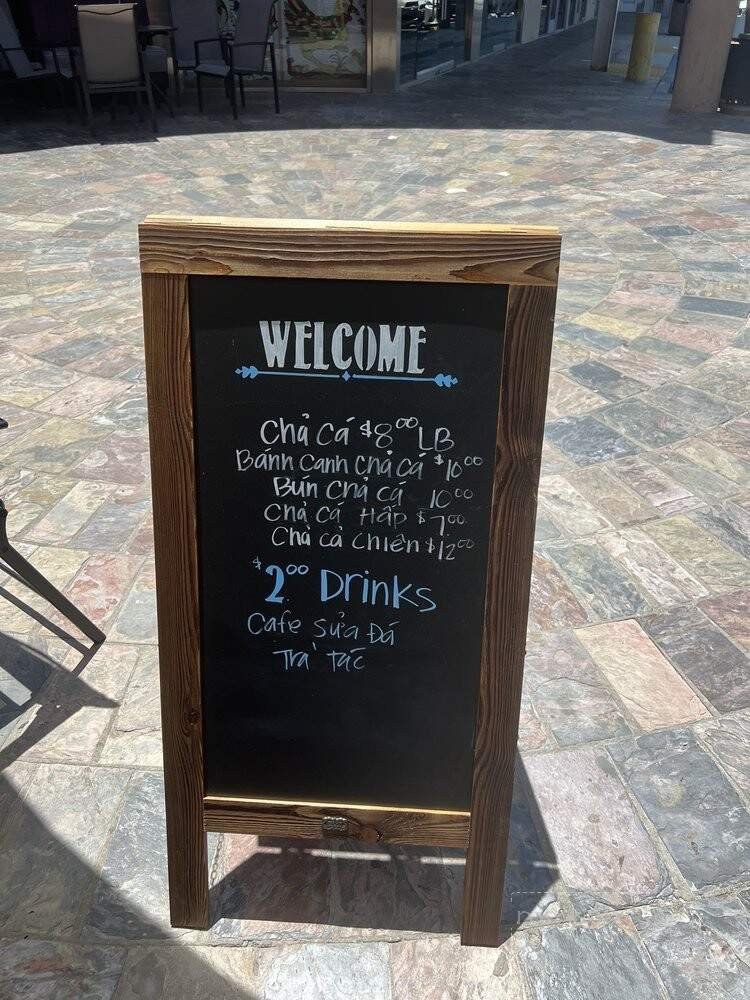 WELCOME
Chả Cá $8.00 LB
Bánh Canh Chả Cá $10.00
Bún Chả Cá 10.00
Chả Cá Hấp $7.00
Chả cá Chiên $12.00
$2.00 Drinks
Cafe Sửa Đá
Trà Tắc